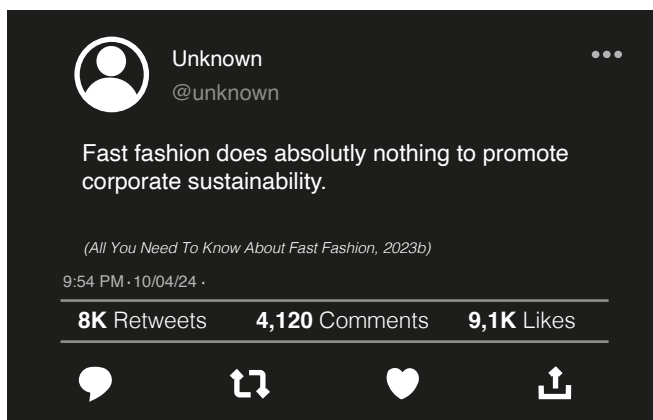 Unknown
@unknown
Fast fashion does absolutly nothing to promote
corporate sustainability.
(All You Need To Know About Fast Fashion, 2023b)
9:54 PM · 10/04/24 ·
8K Retweets 4,120 Comments 9,1K Likes